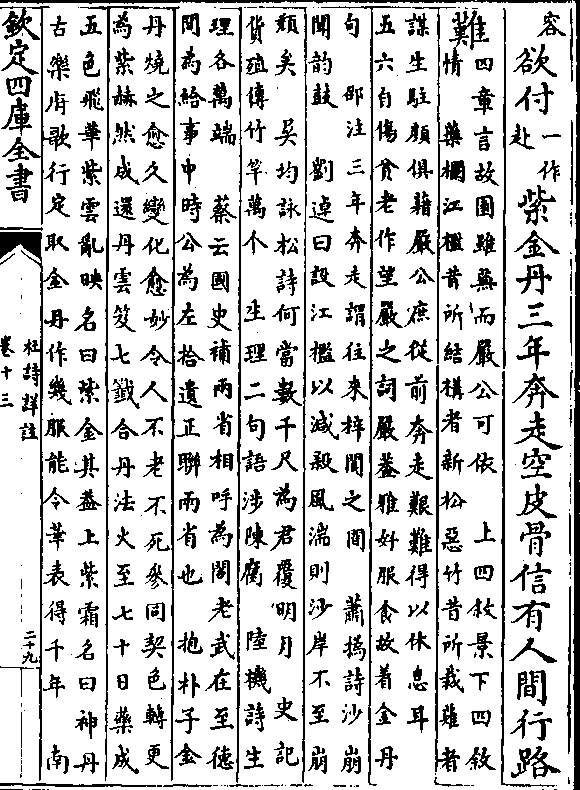 容
欲付一作赴紫金丹三年奔走空皮骨信有人間行路
難四章言故園雖蕪而嚴公可依 上四敘景下四敘
情 藥欄江檻昔所結構者新松惡竹昔所栽雖者
謀生駐顔俱藉嚴公庶從前奔走艱難得以休息耳
五六自傷貧老作望嚴之詞嚴葢雅好服食故着金丹
句 邵注三年奔走謂往來梓閬之間 蕭撝詩沙崩
聞韵鼓 劉逴曰設江檻以減殺風湍則沙岸不至崩
頽矣 吳均詠松詩何當數千尺為君覆明月 史記
貨殖傳竹竿萬个 生理二句語涉陳腐 陸機詩生
理各萬端 蔡云國史補兩省相呼為閣老武在至德
間為給事中時公為左拾遺正聯兩省也 抱朴子金
丹燒之愈久變化愈妙令人不老不死參同契色轉更
為紫赫然成還丹雲笈七籤合丹法火至七十日藥成
五色飛華紫雲亂映名曰紫金其葢上紫霜名曰神丹
古樂府歌行定取金丹作幾服能令華表得千年 南
欽定四庫全書
杜詩詳註
卷十三
二十九